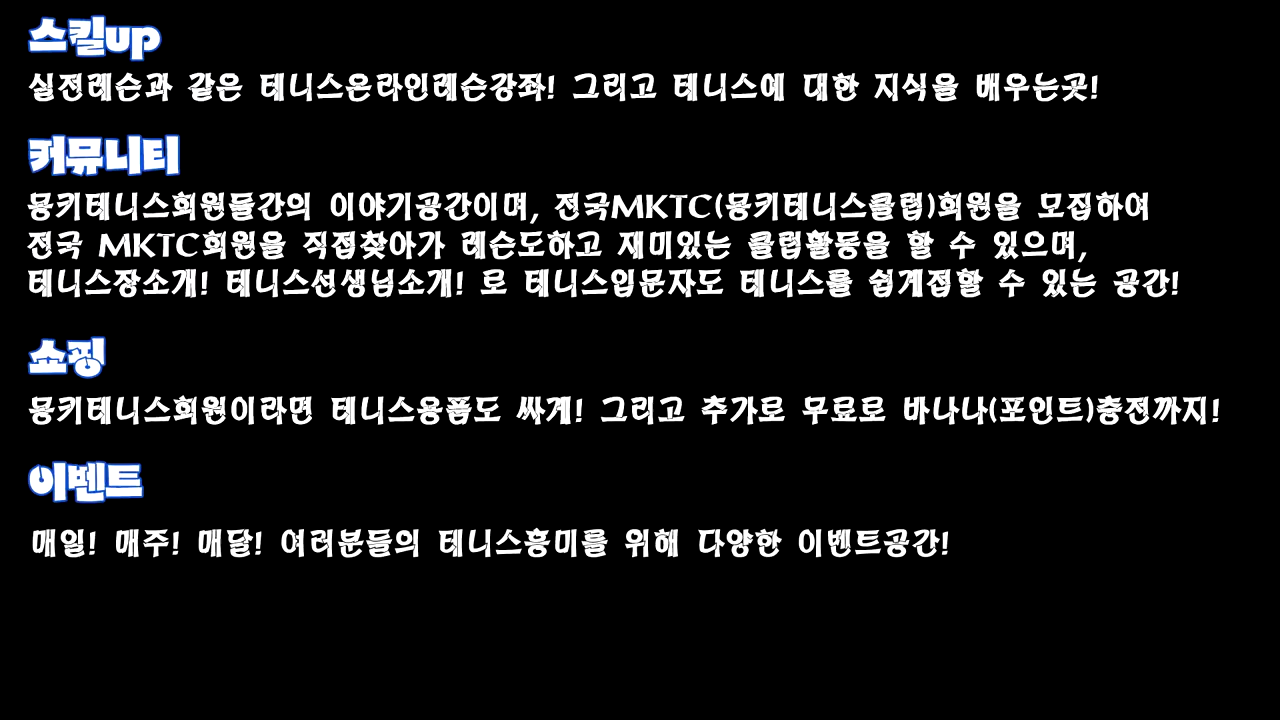 스킬up
실전레슨과 같은 테니스온라인레슨강좌! 그리고 테니스에 대한 지식을 배우는곳!
커뮤니티
몽키테니스회원들간의 이야기공간이며, 전국MKTC(몽키테니스클럽)회원을 모집하여
전국 MKTC회원을 직접찾아가 레슨도하고 재미있는 클럽활동을 할 수 있으며,
테니스장소개! 테니스선생님소개! 로 테니스입문자도 테니스를 쉽게접할 수 있는 공간!
쇼핑
몽키테니스회원이라면 테니스용품도 싸게! 그리고 추가로 무료로 바나나(포인트)충전까지!
이벤트
매일! 매주! 매달! 여러분들의 테니스흥미를 위해 다양한 이벤트공간!